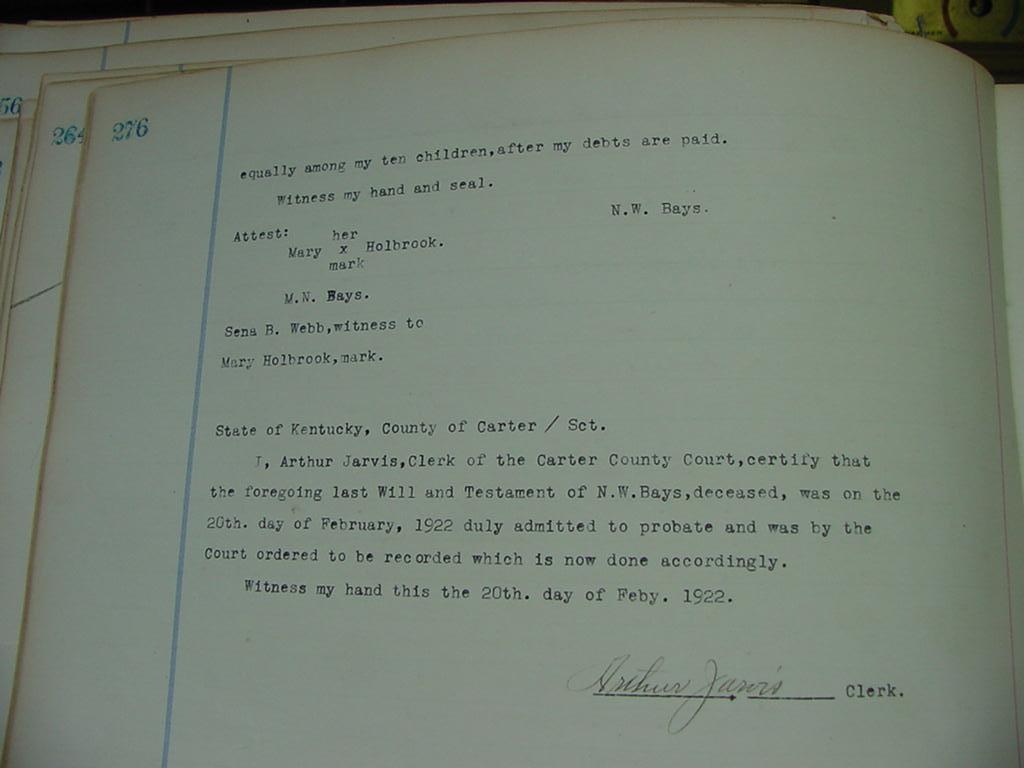 56
264
276
equally among my ten children,after my debts are paid.
Witness my hand and seal.
N.W. Bays.
Attest: her
Mary x Holbrook.
mark
M.N. Bays.
Sena B. Webb,witness to
Mary Holbrook,mark.
State of Kentucky, County of Carter / Sct.
I, Arthur Jarvis,Clerk of the Carter County Court,certify that
the foregoing last Will and Testament of N.W.Bays,deceased, was on the
20th. day of February, 1922 duly admitted to probate and was by the
Court ordered to be recorded which is now done accordingly.
Witness my hand this the 20th. day of Feby. 1922.
Arthur Jarvis Clerk.